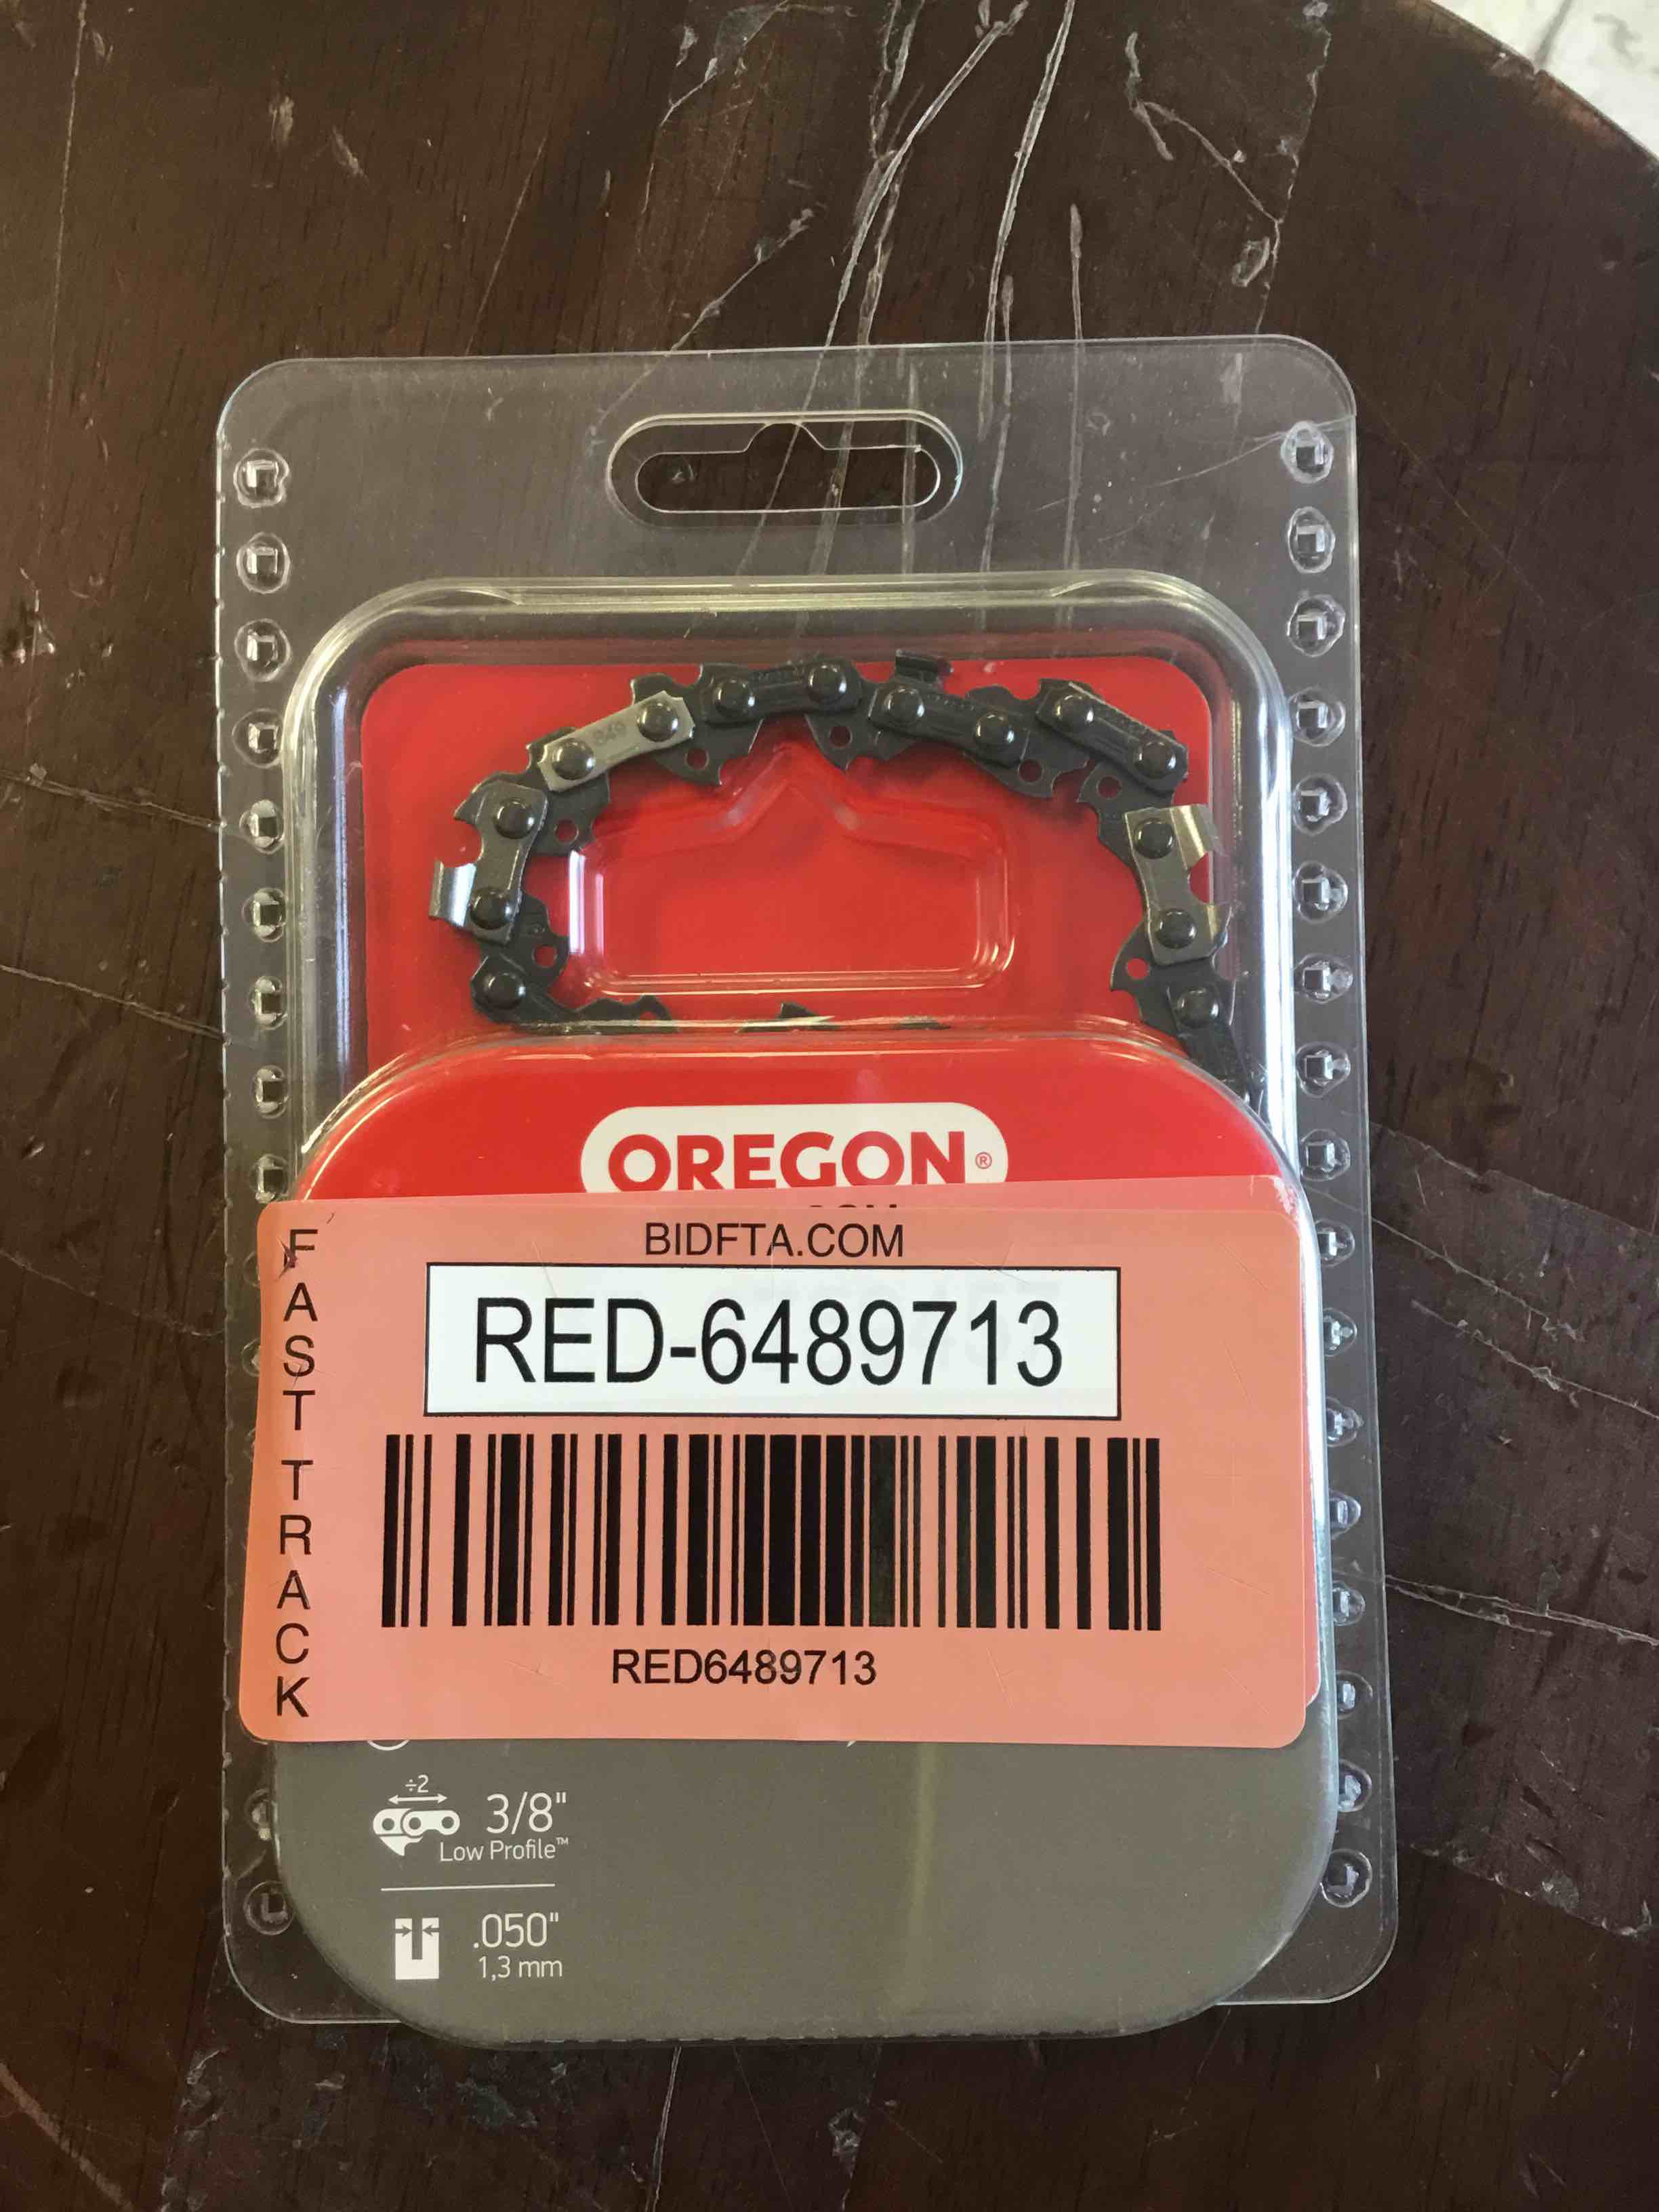 OREGON®
BIDFTA.COM
FAST TRACK
RED-6489713
RED6489713
÷2
3/8"
Low Profile™
.050"
1,3 mm